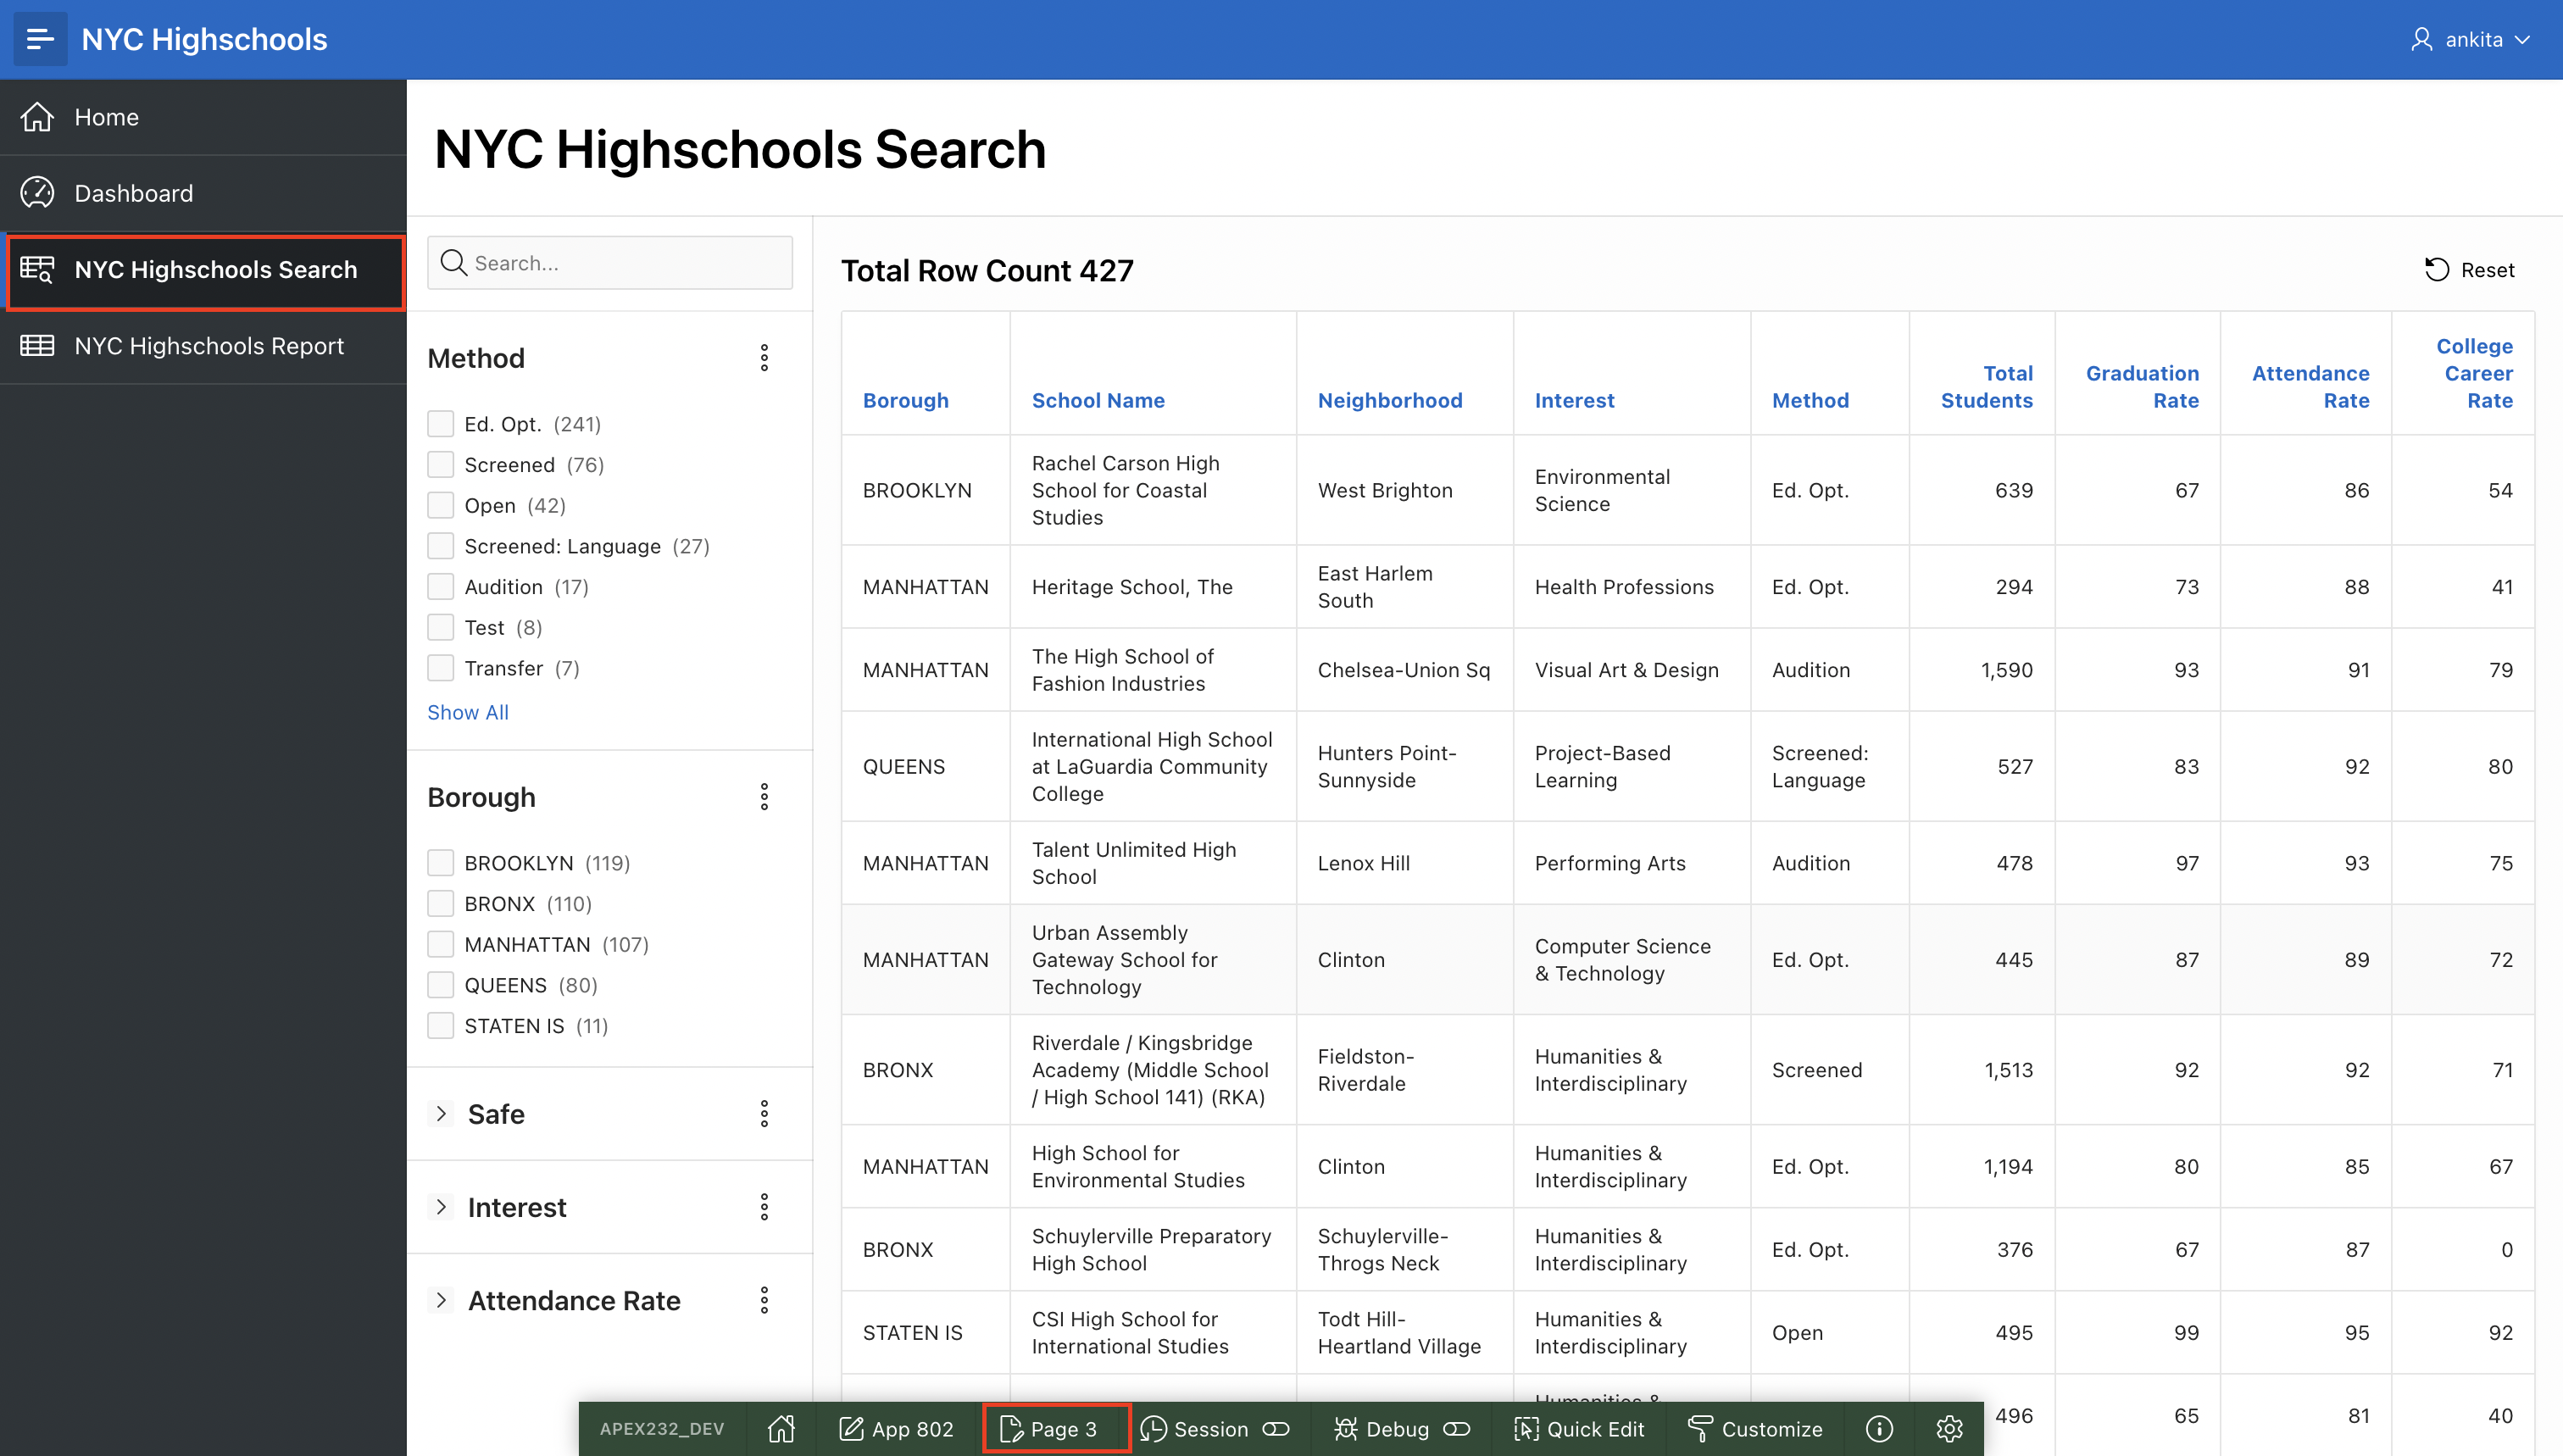 NYC Highschools
ankita
Home
Dashboard
NYC Highschools Search
NYC Highschools Report
NYC Highschools Search
Search...
Method
Ed. Opt. (241)
Screened (76)
Open (42)
Screened: Language (27)
Audition (17)
Test (8)
Transfer (7)
Show All
Borough
BROOKLYN (119)
BRONX (110)
MANHATTAN (107)
QUEENS (80)
STATEN IS (11)
Safe
Interest
Attendance Rate
Total Row Count 427
Reset
Borough
School Name
Neighborhood
Interest
Method
Total
Students
Graduation
Rate
Attendance
Rate
College
Career
Rate
BROOKLYN
Rachel Carson High
School for Coastal
Studies
West Brighton
Environmental
Science
Ed. Opt.
639
67
86
54
MANHATTAN
Heritage School, The
East Harlem
South
Health Professions
Ed. Opt.
294
73
88
41
MANHATTAN
The High School of
Fashion Industries
Chelsea-Union Sq
Visual Art & Design
Audition
1,590
93
91
79
QUEENS
International High School
at LaGuardia Community
College
Hunters Point-
Sunnyside
Project-Based
Learning
Screened:
Language
527
83
92
80
MANHATTAN
Talent Unlimited High
School
Lenox Hill
Performing Arts
Audition
478
97
93
75
MANHATTAN
Urban Assembly
Gateway School for
Technology
Clinton
Computer Science
& Technology
Ed. Opt.
445
87
89
72
BRONX
Riverdale / Kingsbridge
Academy (Middle School
/ High School 141) (RKA)
Fieldston-
Riverdale
Humanities &
Interdisciplinary
Screened
1,513
92
92
71
MANHATTAN
High School for
Environmental Studies
Clinton
Humanities &
Interdisciplinary
Ed. Opt.
1,194
80
85
67
BRONX
Schuylerville Preparatory
High School
Schuylerville-
Throgs Neck
Humanities &
Interdisciplinary
Ed. Opt.
376
67
87
0
STATEN IS
CSI High School for
International Studies
Todt Hill-
Heartland Village
Humanities &
Interdisciplinary
Open
495
99
95
92
Humanities &
496
65
81
40
APEX232_DEV
App 802
Page 3
Session
Debug
Quick Edit
Customize